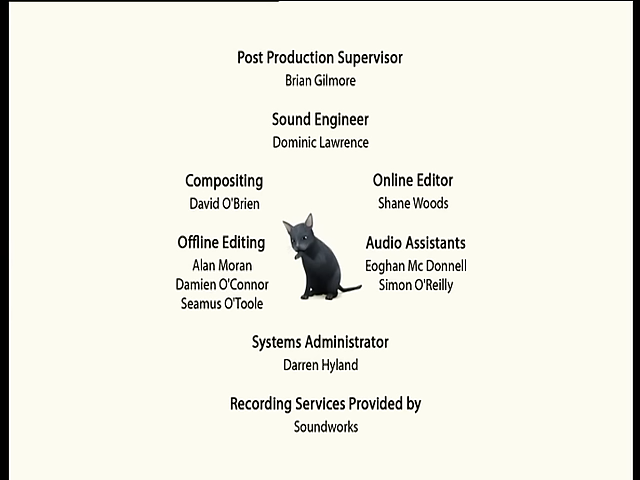 Post Production Supervisor
Brian Gilmore
Sound Engineer
Dominic Lawrence
Compositing
David O'Brien
Online Editor
Shane Woods
Offline Editing
Alan Moran
Damien O'Connor
Seamus O'Toole
Audio Assistants
Eoghan Mc Donnell
Simon O'Reilly
Systems Administrator
Darren Hyland
Recording Services Provided by
Soundworks